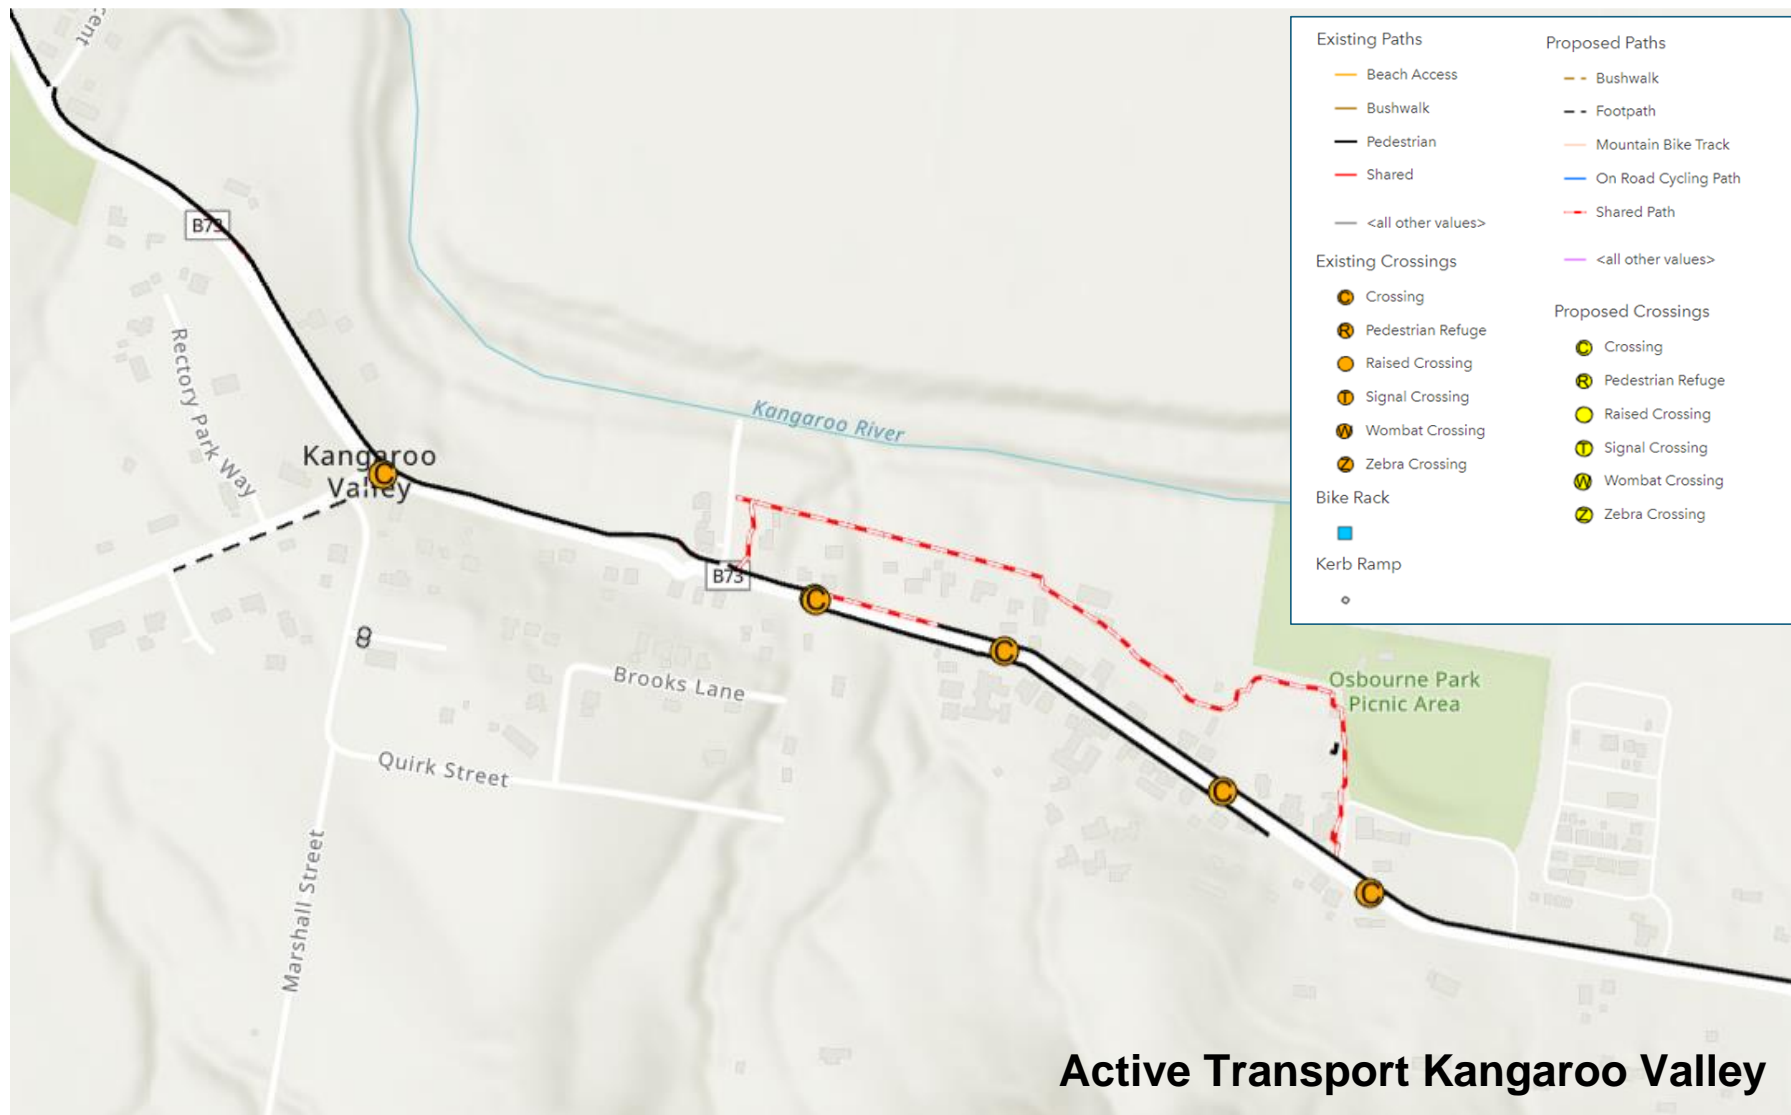 cent
B73
Rectory Park Way
Kangaroo
Valley
C
Kangaroo River
B73
C
C
Brooks Lane
Quirk Street
Marshall Street
C
C
Osbourne Park
Picnic Area
Existing Paths
Beach Access
Bushwalk
Pedestrian
Shared
<all other values>
Existing Crossings
C Crossing
R Pedestrian Refuge
Raised Crossing
T Signal Crossing
W Wombat Crossing
Z Zebra Crossing
Bike Rack
Kerb Ramp
Proposed Paths
Bushwalk
Footpath
Mountain Bike Track
On Road Cycling Path
Shared Path
<all other values>
Proposed Crossings
C Crossing
R Pedestrian Refuge
Raised Crossing
T Signal Crossing
W Wombat Crossing
Z Zebra Crossing
Active Transport Kangaroo Valley